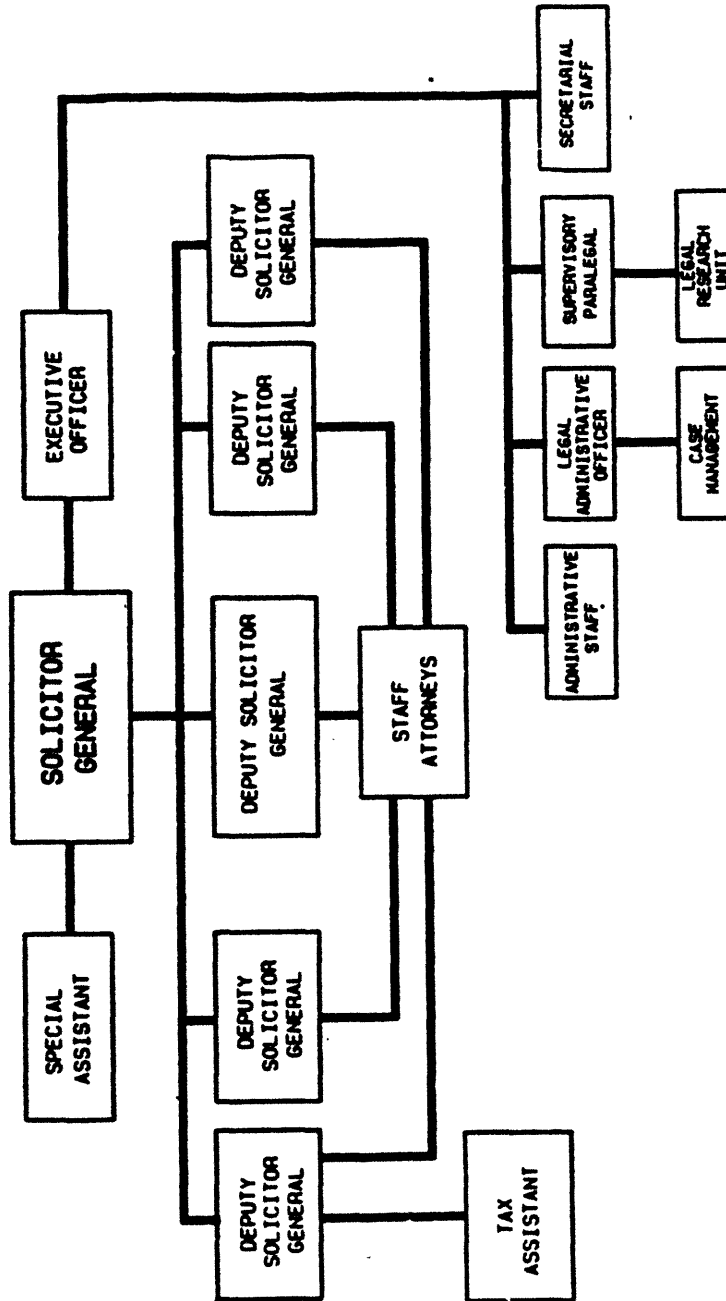 SPECIAL
ASSISTANT
SOLICITOR
GENERAL
EXECUTIVE
OFFICER
DEPUTY
SOLICITOR
GENERAL
DEPUTY
SOLICITOR
GENERAL
DEPUTY SOLICITOR
GENERAL
DEPUTY
SOLICITOR
GENERAL
DEPUTY
SOLICITOR
GENERAL
STAFF
ATTORNEYS
TAX
ASSISTANT
ADMINISTRATIVE
STAFF
LEGAL
ADMINISTRATIVE
OFFICER
SUPERVISORY
PARALEGAL
SECRETARIAL
STAFF
CASE
MANAGEMENT
LEGAL
RESEARCH
UNIT